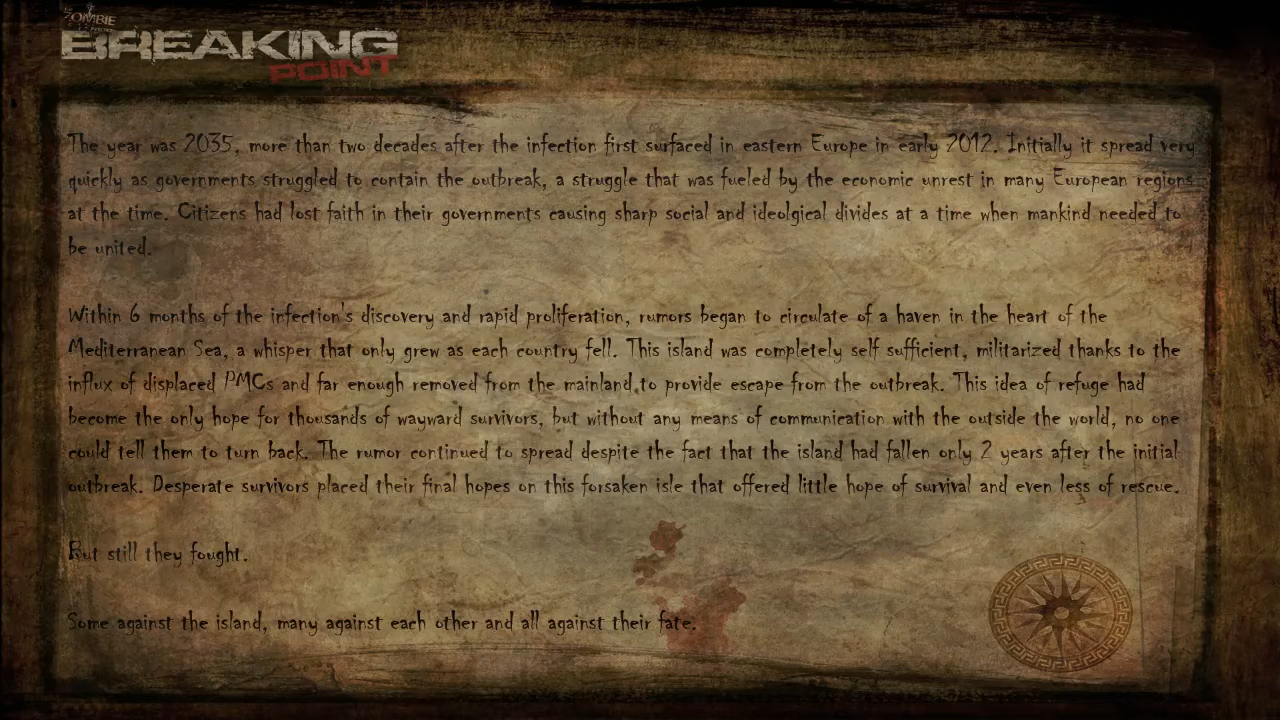 ZOMBIE
BREAKING
POINT
The year was 2035, more than two decades after the infection first surfaced in eastern Europe in early 2012. Initially it spread very
quickly as governments struggled to contain the outbreak, a struggle that was fueled by the economic unrest in many European regions
at the time. Citizens had lost faith in their governments causing sharp social and ideolgical divides at a time when mankind needed to
be united.
Within 6 months of the infection's discovery and rapid proliferation, rumors began to circulate of a haven in the heart of the
Mediterranean Sea, a whisper that only grew as each country fell. This island was completely self sufficient, militarized thanks to the
influx of displaced PMCs and far enough removed from the mainland to provide escape from the outbreak. This idea of refuge had
become the only hope for thousands of wayward survivors, but without any means of communication with the outside the world, no one
could tell them to turn back. The rumor continued to spread despite the fact that the island had fallen only 2 years after the initial
outbreak. Desperate survivors placed their final hopes on this forsaken isle that offered little hope of survival and even less of rescue.
But still they fought.
Some against the island, many against each other and all against their fate.